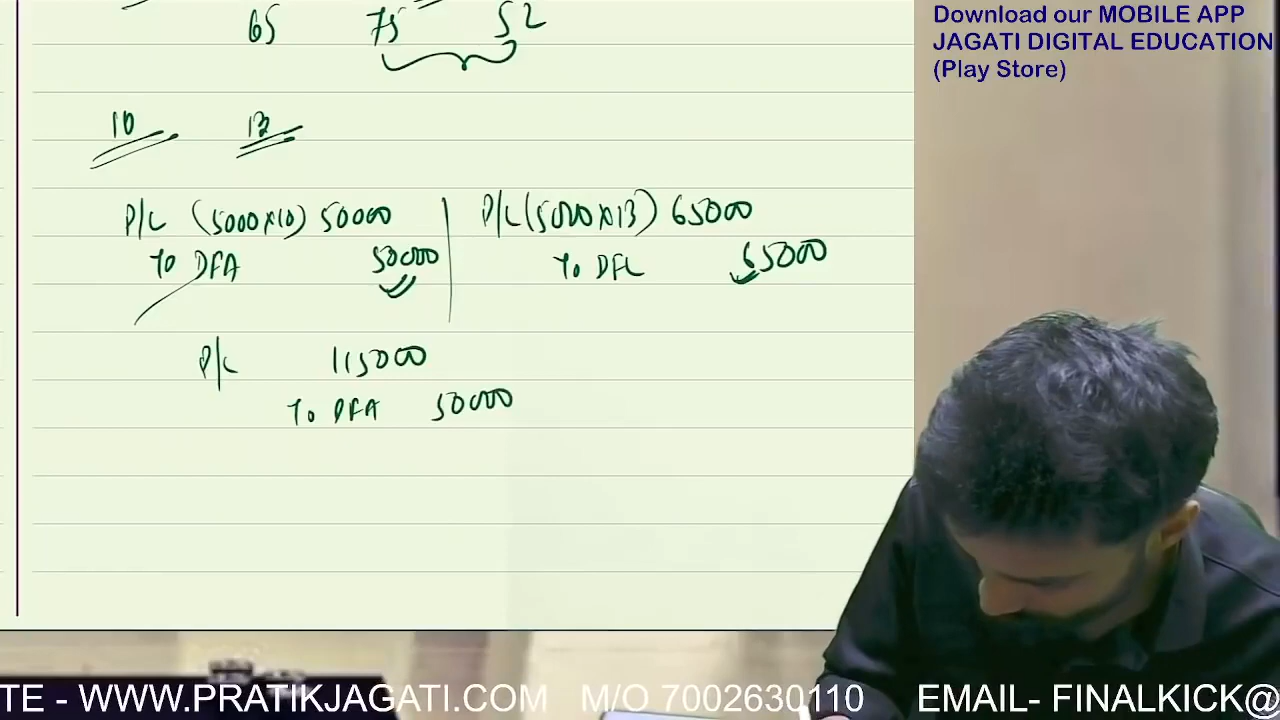 65 75 52
10 13
P/L (5000×10) 50000
To DFA 50000
P/L (5000×13) 65000
To DFL 65000
P/L 115000
To DFA 50000
Download our MOBILE APP
JAGATI DIGITAL EDUCATION
(Play Store)
TE - WWW.PRATIKJAGATI.COM M/O 7002630110 EMAIL- FINALKICK@